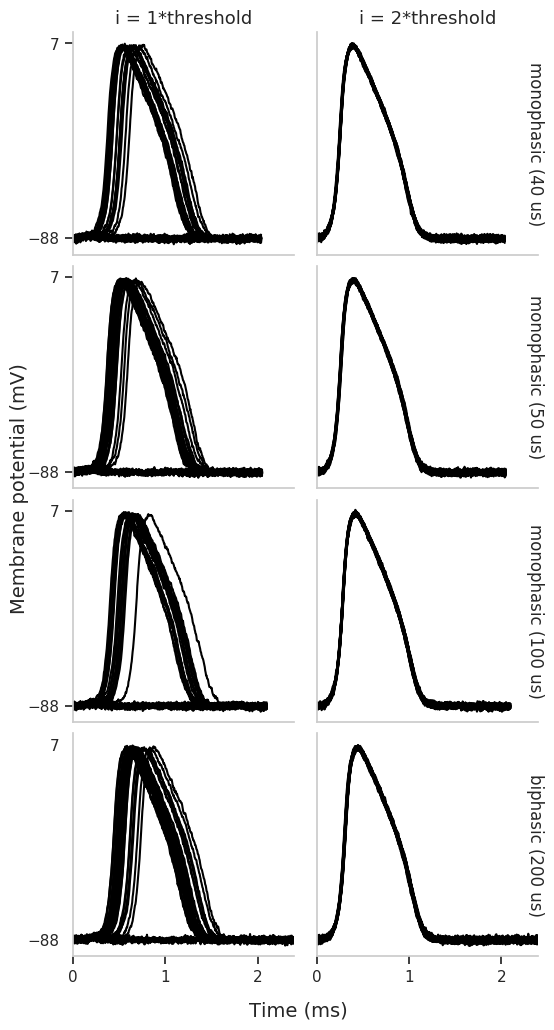 i = 1*threshold
i = 2*threshold
7
−88
monophasic (40 us)
7
−88
monophasic (50 us)
Membrane potential (mV)
7
−88
monophasic (100 us)
7
−88
biphasic (200 us)
0 1 2
0 1 2
Time (ms)